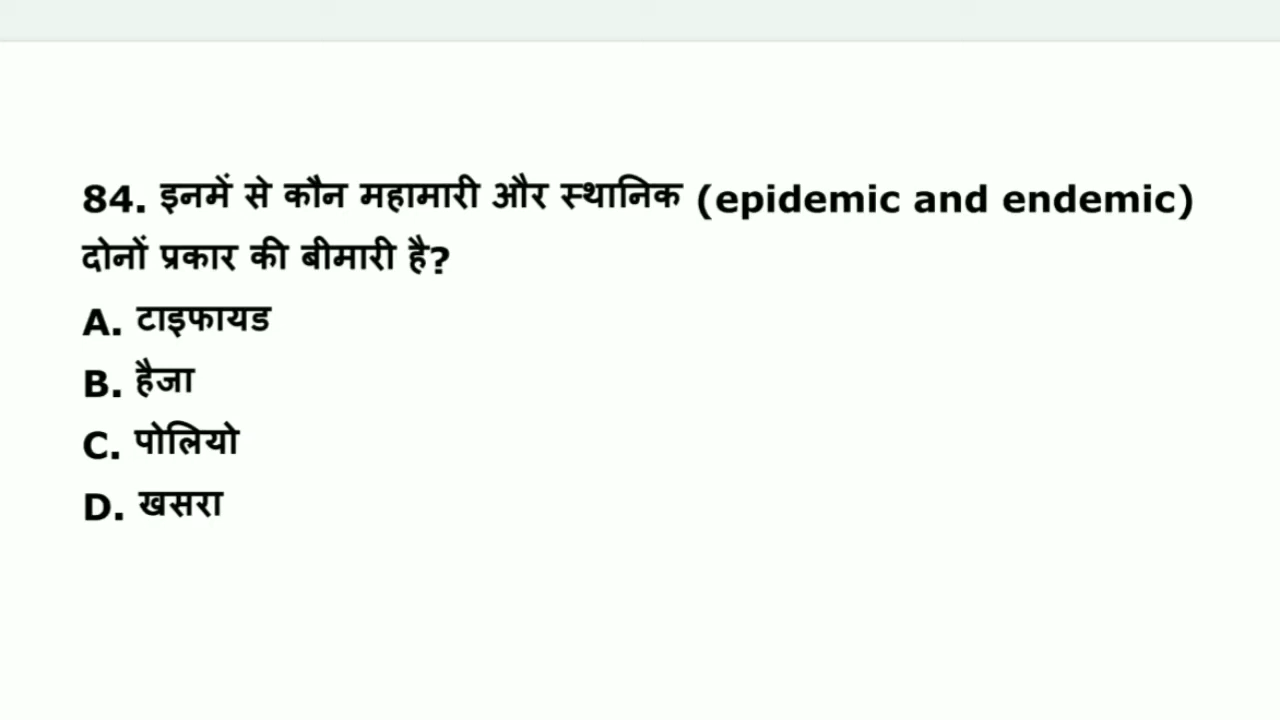 84. इनमें से कौन महामारी और स्थानिक (epidemic and endemic)
दोनों प्रकार की बीमारी है?
A. टाइफायड
B. हैजा
C. पोलियो
D. खसरा